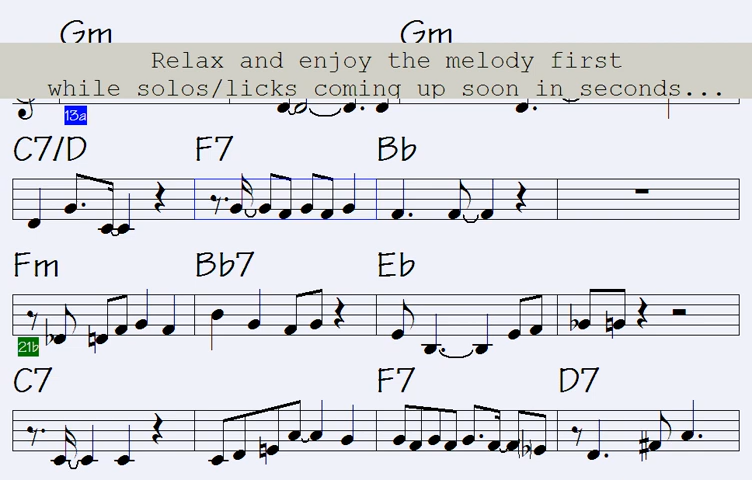 Gm Gm
Relax and enjoy the melody first
while solos/licks coming up soon in seconds...
13a
C7/D F7 Bb
Fm Bb7 Eb
21b
C7 F7 D7